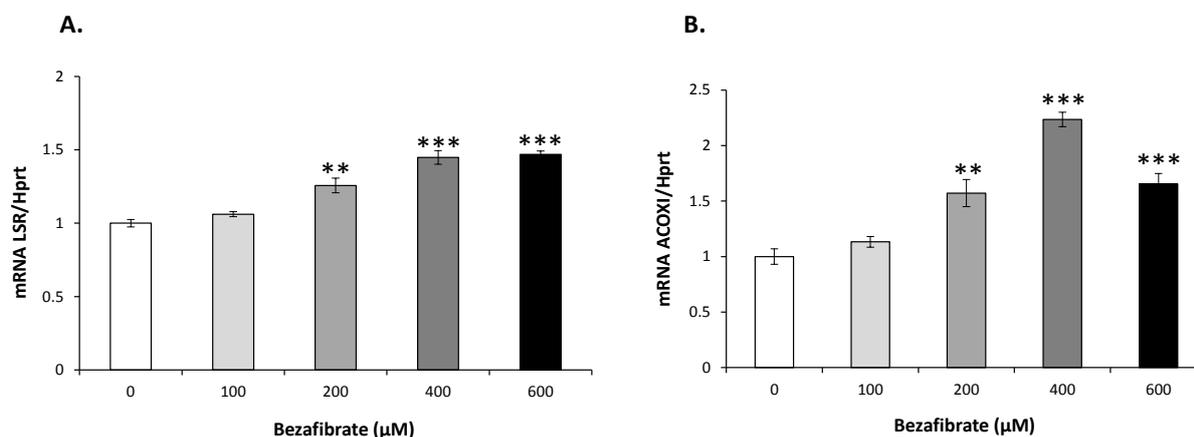 A.
mRNA LSR/Hprt
2
1.5
1
0.5
0
**
***
***
0 100 200 400 600
Bezafibrate (µM)
B.
mRNA ACOXI/Hprt
2.5
2
1.5
1
0.5
0
**
***
***
0 100 200 400 600
Bezafibrate (µM)